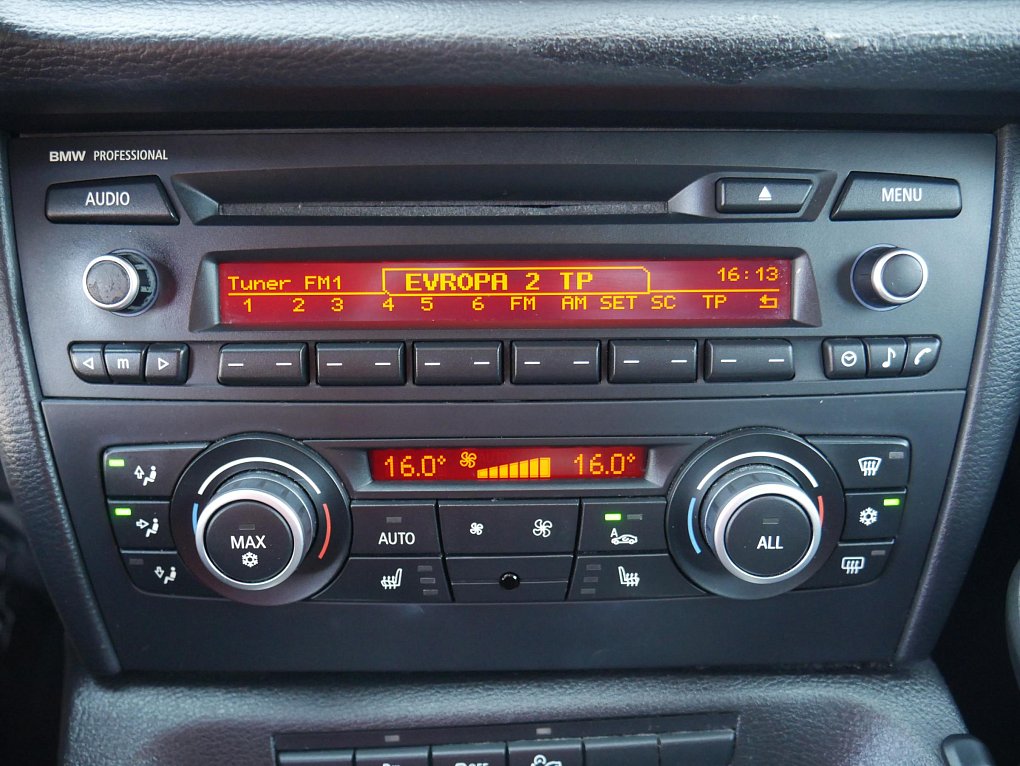 BMW PROFESSIONAL
AUDIO
MENU
Tuner FM1 EVROPA 2 TP 16:13
1 2 3 4 5 6 FM AM SET SC TP
m
16.0° 16.0°
MAX
AUTO
A
ALL
OFF